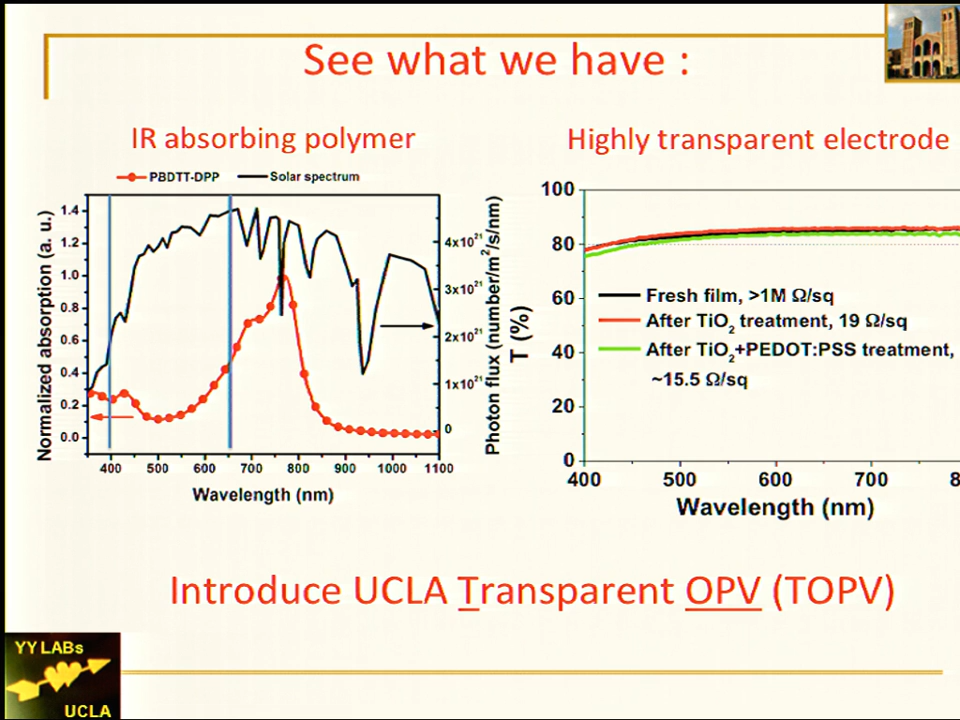 See what we have :
IR absorbing polymer
Highly transparent electrode
PBDTT-DPP
Solar spectrum
Normalized absorption (a. u.)
1.4
1.2
1.0
0.8
0.6
0.4
0.2
0.0
400
500
600
700
800
900
1000
1100
Wavelength (nm)
4x10²¹
3x10²¹
2x10²¹
1x10²¹
0
Photon flux (number/m²/s/nm)
T (%)
100
80
60
40
20
0
Fresh film, >1M Ω/sq
After TiO₂ treatment, 19 Ω/sq
After TiO₂+PEDOT:PSS treatment,
~15.5 Ω/sq
400
500
600
700
8
Wavelength (nm)
Introduce UCLA Transparent OPV (TOPV)
YY LABs
UCLA